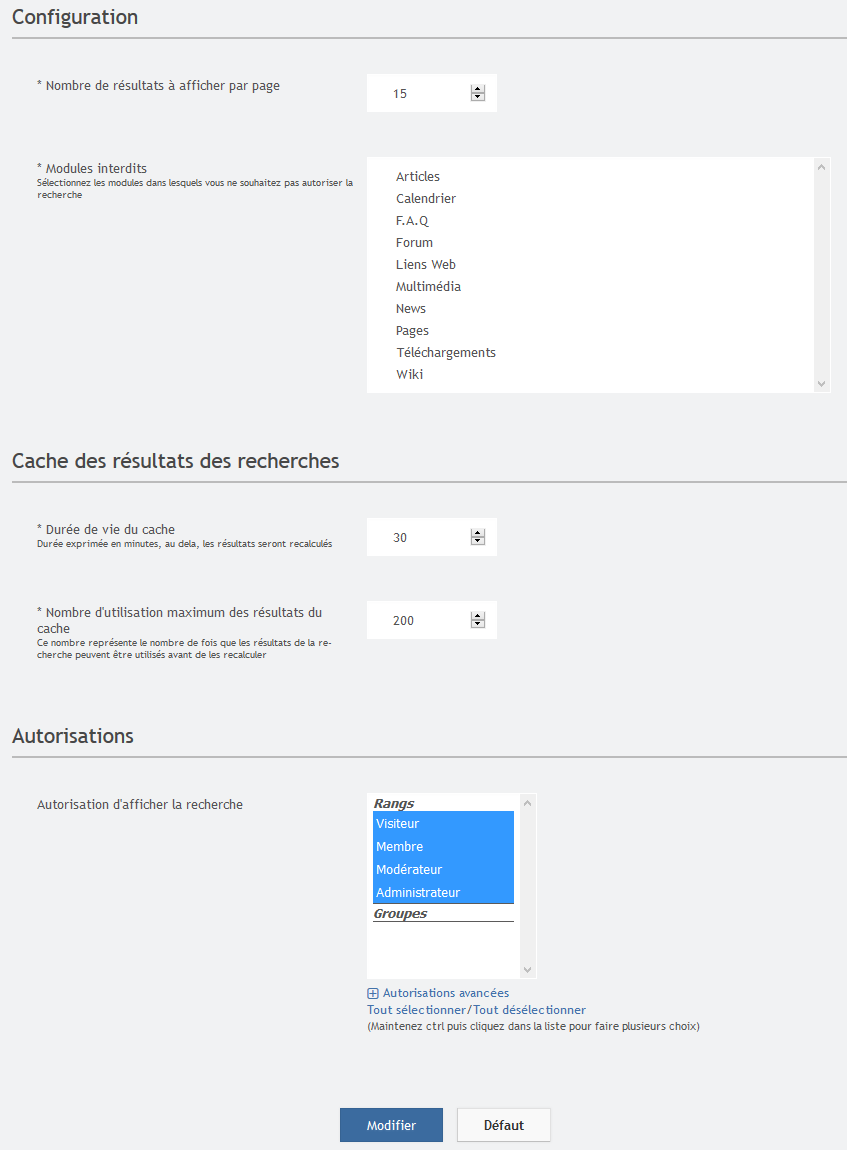 Configuration
* Nombre de résultats à afficher par page
15
* Modules interdits
Sélectionnez les modules dans lesquels vous ne souhaitez pas autoriser la
recherche
Articles
Calendrier
F.A.Q
Forum
Liens Web
Multimédia
News
Pages
Téléchargements
Wiki
Cache des résultats des recherches
* Durée de vie du cache
Durée exprimée en minutes, au dela, les résultats seront recalculés
30
* Nombre d'utilisation maximum des résultats du
cache
Ce nombre représente le nombre de fois que les résultats de la re-
cherche peuvent être utilisés avant de les recalculer
200
Autorisations
Autorisation d'afficher la recherche
Rangs
Visiteur
Membre
Modérateur
Administrateur
Groupes
Autorisations avancées
Tout sélectionner/Tout désélectionner
(Maintenez ctrl puis cliquez dans la liste pour faire plusieurs choix)
Modifier
Défaut